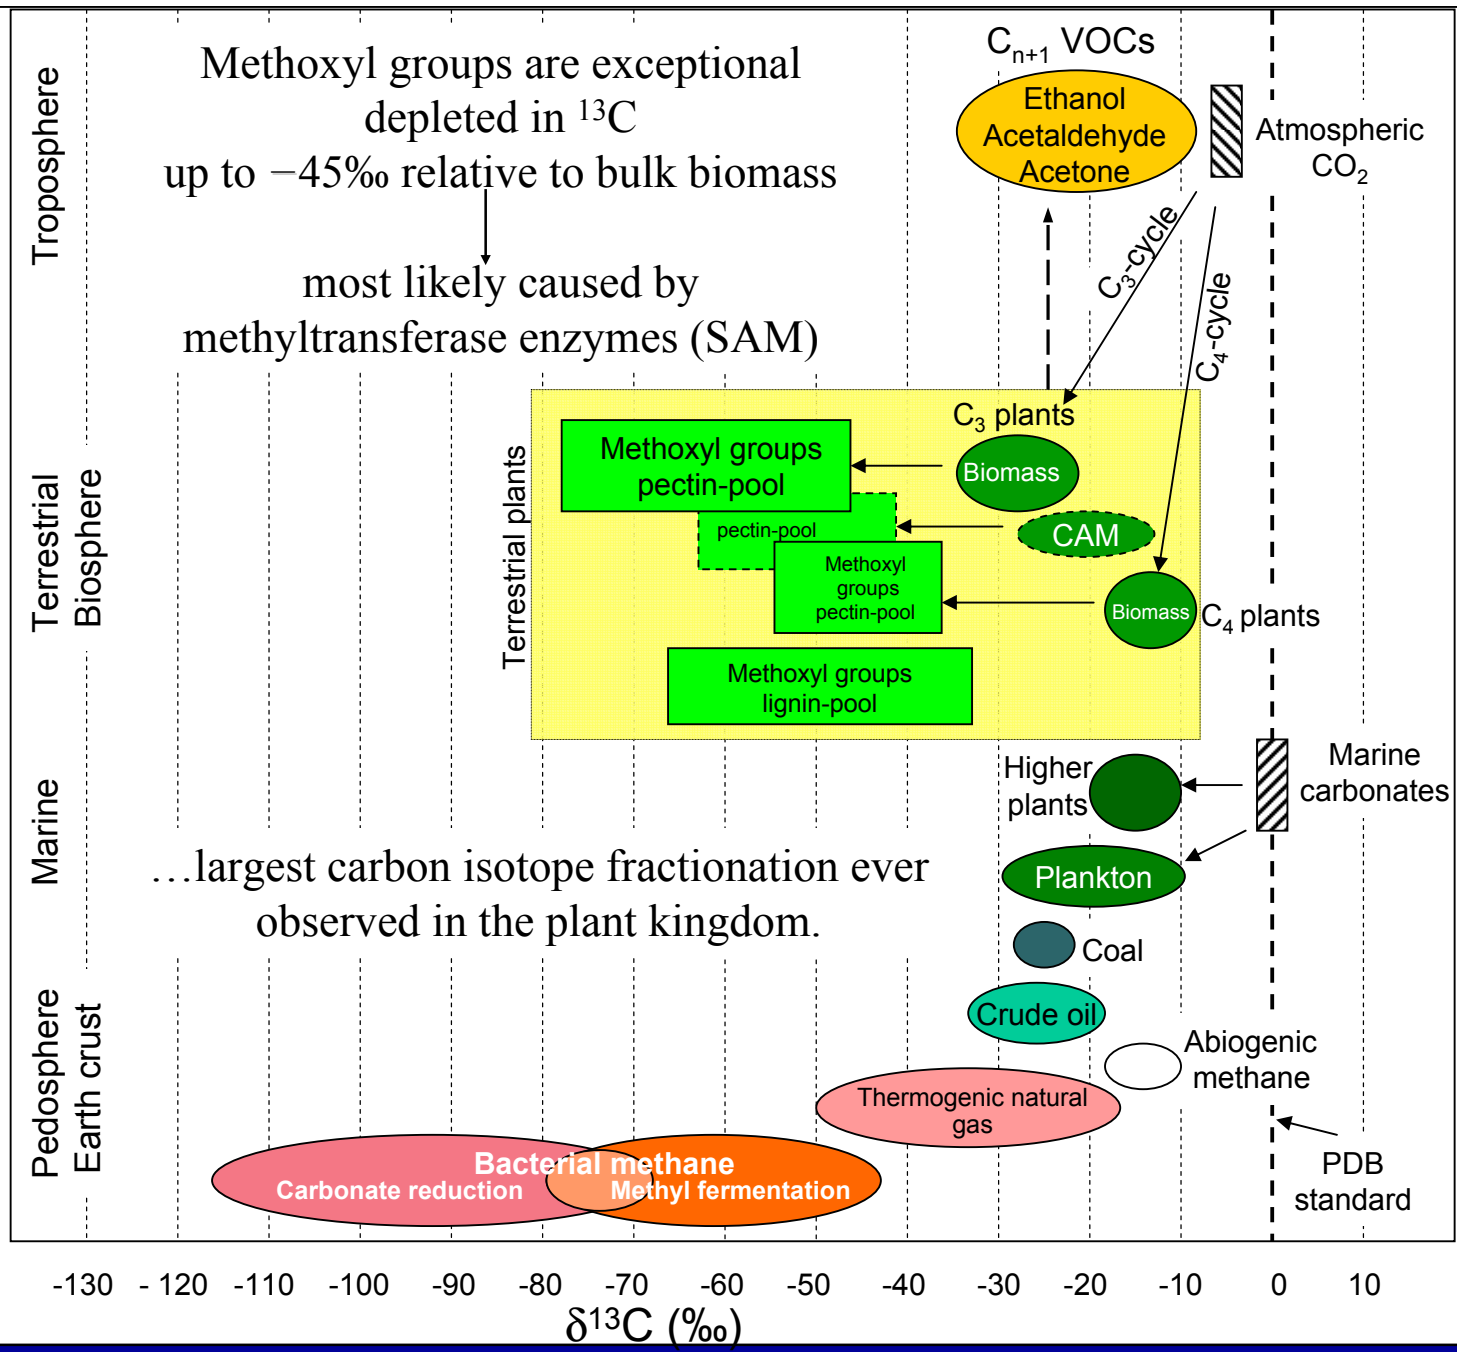 Troposphere
Methoxyl groups are exceptional
depleted in ¹³C
up to −45‰ relative to bulk biomass
most likely caused by
methyltransferase enzymes (SAM)
Cₙ₊₁ VOCs
Ethanol
Acetaldehyde
Acetone
Atmospheric
CO₂
C₃-cycle
C₄-cycle
Terrestrial
Biosphere
Terrestrial plants
C₃ plants
Methoxyl groups
pectin-pool
Biomass
pectin-pool
CAM
Methoxyl
groups
pectin-pool
Biomass
C₄ plants
Methoxyl groups
lignin-pool
Marine
Higher
plants
Marine
carbonates
Plankton
…largest carbon isotope fractionation ever
observed in the plant kingdom.
Coal
Pedosphere
Earth crust
Crude oil
Abiogenic
methane
Thermogenic natural
gas
PDB
standard
Bacterial methane
Carbonate reduction
Methyl fermentation
-130 - 120 -110 -100 -90 -80 -70 -60 -50 -40 -30 -20 -10 0 10
δ¹³C (‰)